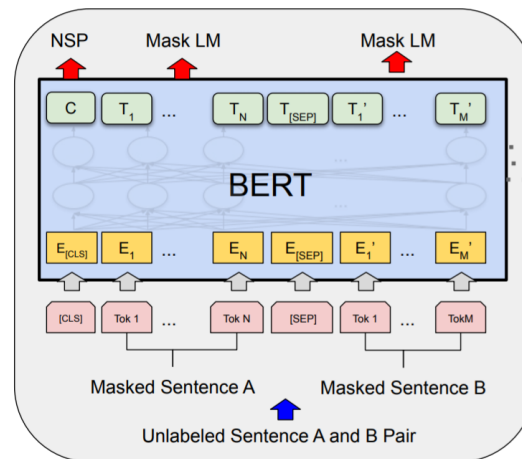 NSP Mask LM Mask LM
C T1 ... TN T[SEP] T1' ... TM'
...
BERT
...
E[CLS] E1 ... EN E[SEP] E1' ... EM'
[CLS] Tok 1 ... Tok N [SEP] Tok 1 ... TokM
Masked Sentence A Masked Sentence B
Unlabeled Sentence A and B Pair